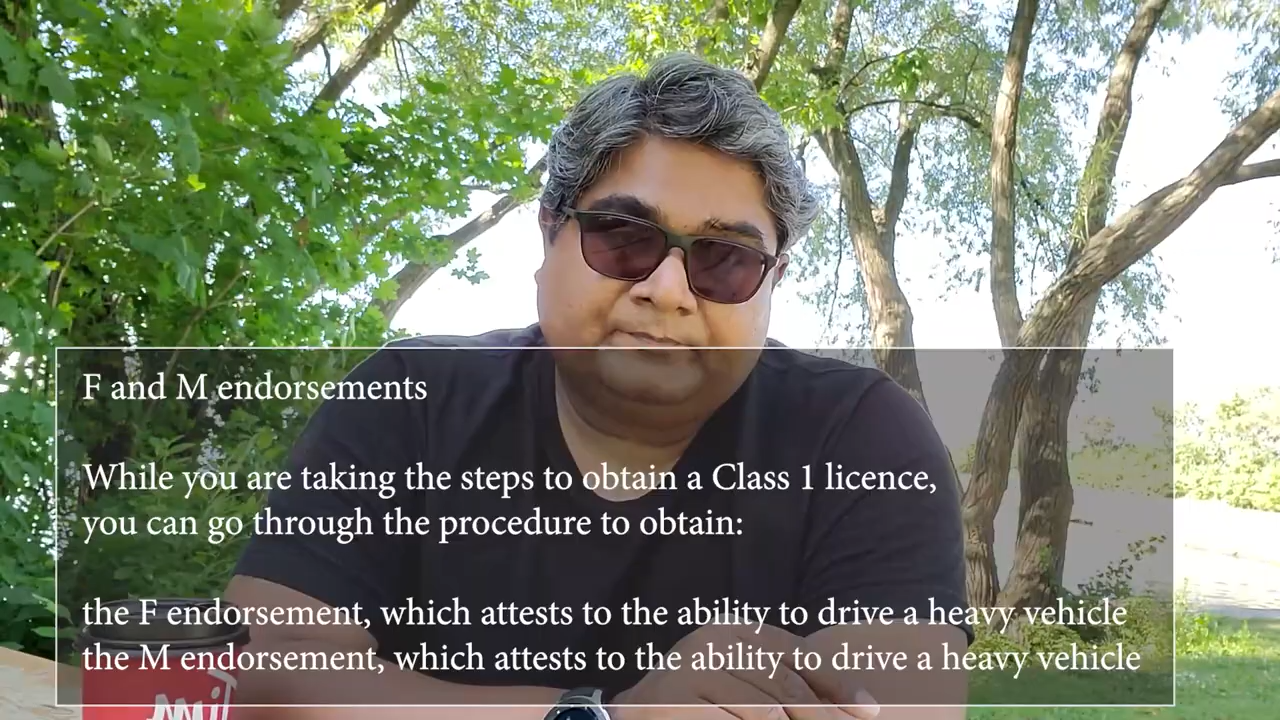 F and M endorsements
While you are taking the steps to obtain a Class 1 licence,
you can go through the procedure to obtain:
the F endorsement, which attests to the ability to drive a heavy vehicle
the M endorsement, which attests to the ability to drive a heavy vehicle